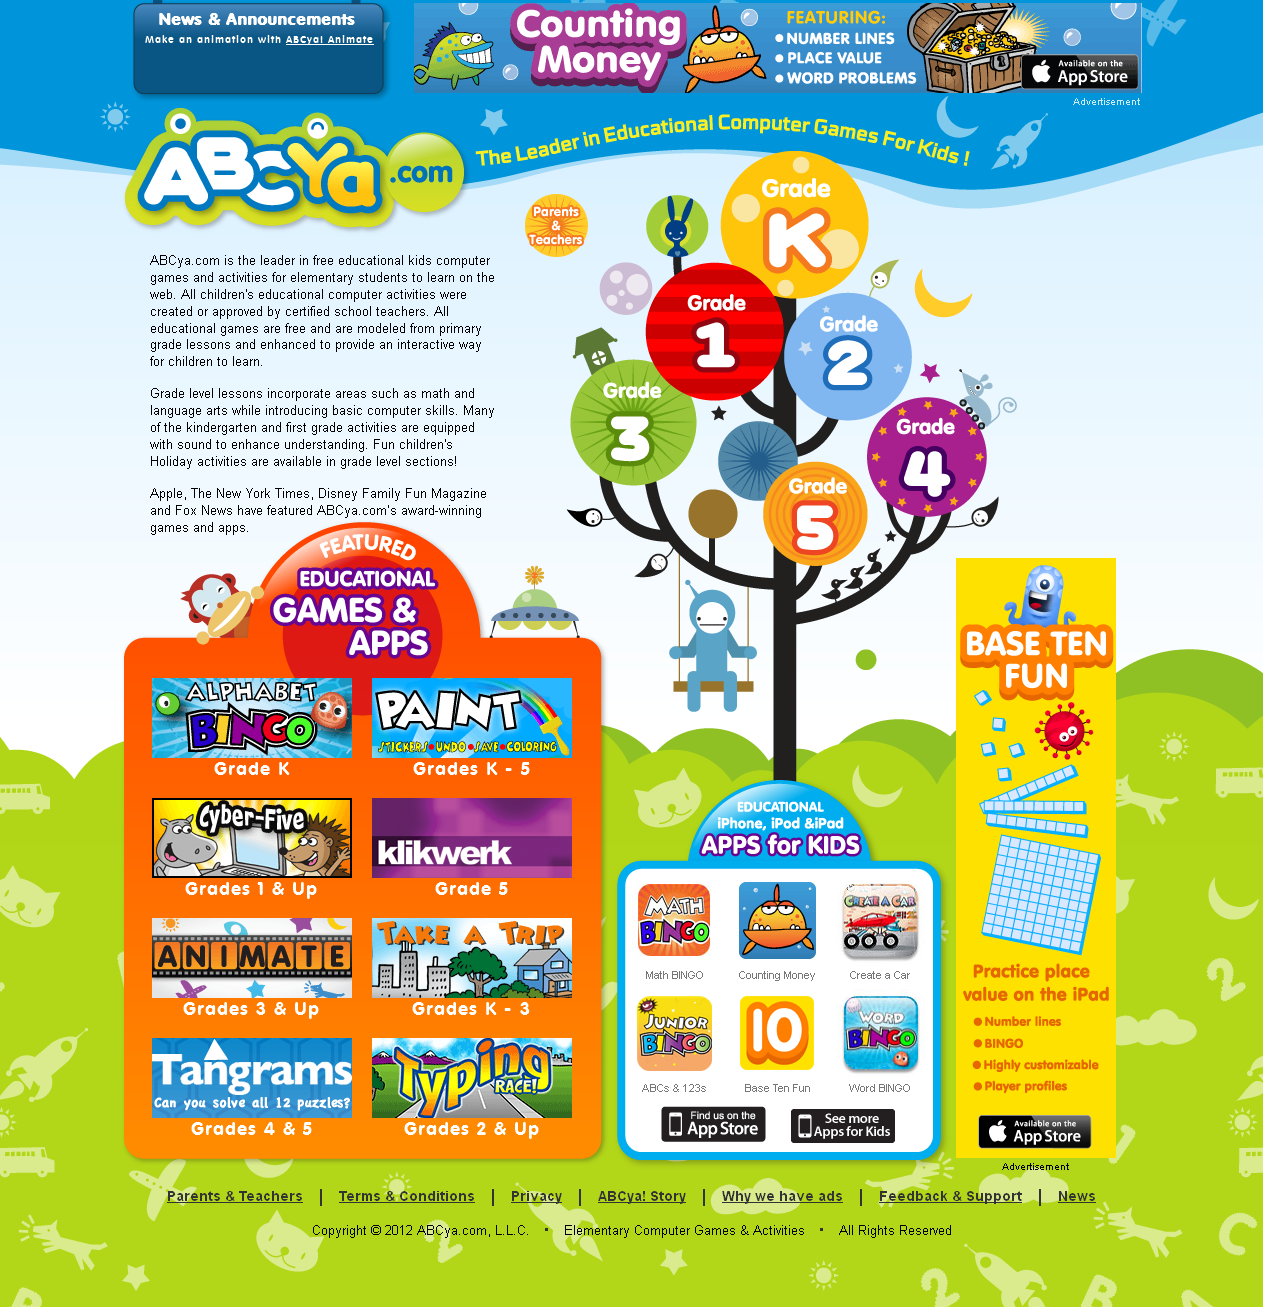 News & Announcements
Make an animation with ABCya! Animate
Counting
Money
FEATURING:
NUMBER LINES
PLACE VALUE
WORD PROBLEMS
Available on the
App Store
Advertisement
ABCYa.com
The Leader in Educational Computer Games For Kids !
Parents
&
Teachers
Grade
K
Grade
1
Grade
2
Grade
3
Grade
4
Grade
5
ABCya.com is the leader in free educational kids computer
games and activities for elementary students to learn on the
web. All children's educational computer activities were
created or approved by certified school teachers. All
educational games are free and are modeled from primary
grade lessons and enhanced to provide an interactive way
for children to learn.
Grade level lessons incorporate areas such as math and
language arts while introducing basic computer skills. Many
of the kindergarten and first grade activities are equipped
with sound to enhance understanding. Fun children's
Holiday activities are available in grade level sections!
Apple, The New York Times, Disney Family Fun Magazine
and Fox News have featured ABCya.com's award-winning
games and apps.
FEATURED
EDUCATIONAL
GAMES &
APPS
ALPHABET
BINGO
Grade K
PAINT
STICKERS • UNDO • SAVE • COLORING
Grades K - 5
Cyber-Five
Grades 1 & Up
klikwerk
Grade 5
ANIMATE
Grades 3 & Up
TAKE A TRIP
Grades K - 3
Tangrams
Can you solve all 12 puzzles?
Grades 4 & 5
Typing
RACE!
Grades 2 & Up
EDUCATIONAL
iPhone, iPod &iPad
APPS for KIDS
MATH
BINGO
Math BINGO
Counting Money
CREATE A CAR
Create a Car
JUNIOR
BINGO
ABCs & 123s
10
Base Ten Fun
WORD
BINGO
Word BINGO
Find us on the
App Store
See more
Apps for Kids
BASE TEN
FUN
Practice place
value on the iPad
Number lines
BINGO
Highly customizable
Player profiles
Available on the
App Store
Advertisement
Parents & Teachers | Terms & Conditions | Privacy | ABCya! Story | Why we have ads | Feedback & Support | News
Copyright © 2012 ABCya.com, L.L.C. • Elementary Computer Games & Activities • All Rights Reserved